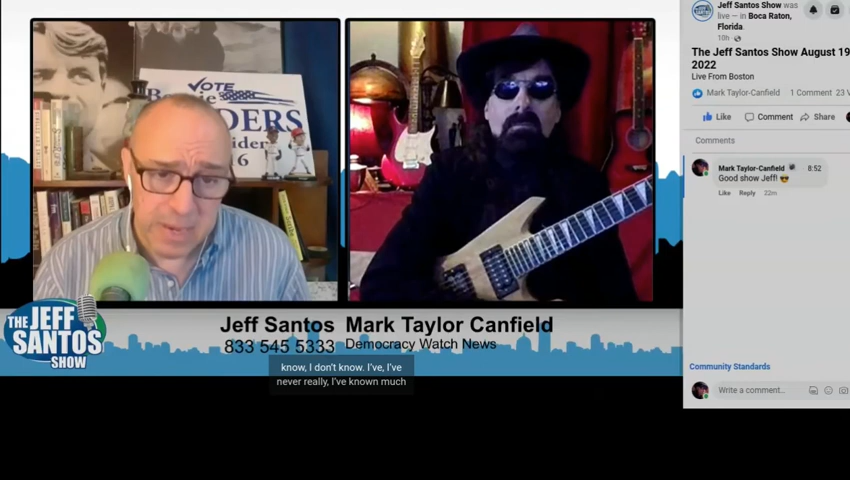 VOTE
DERS
6
Jeff Santos Mark Taylor Canfield
833 545 5333 Democracy Watch News
THE JEFF
SANTOS
SHOW
know, I don't know. I've, I've
never really, I've known much
Jeff Santos Show was
live — in Boca Raton,
Florida.
10h
The Jeff Santos Show August 19
2022
Live From Boston
Mark Taylor-Canfield 1 Comment 23 V
Like Comment Share
Comments
Mark Taylor-Canfield 8:52
Good show Jeff! 😎
Like Reply 22m
Community Standards
Write a comment...